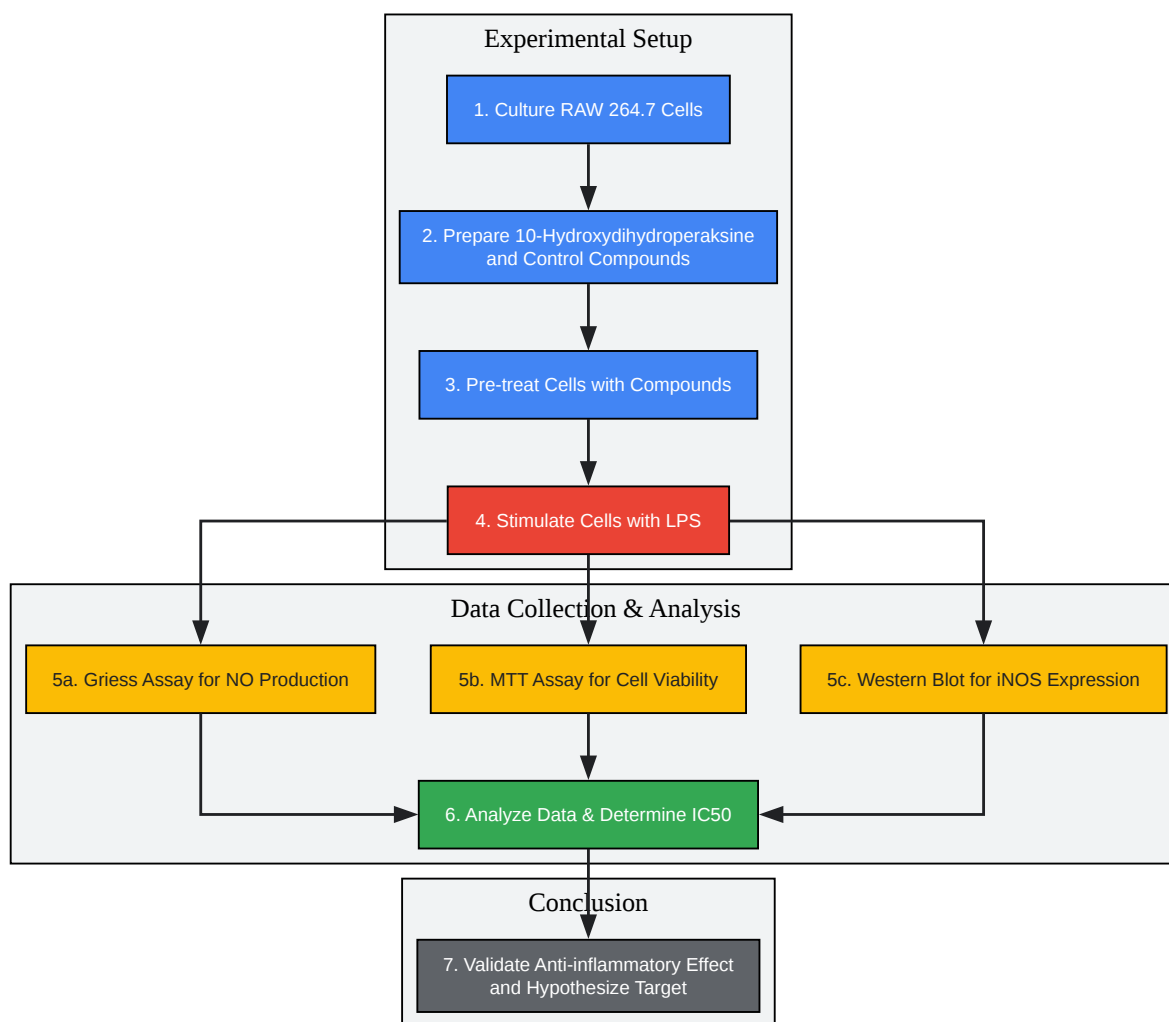 Experimental Setup
1. Culture RAW 264.7 Cells
2. Prepare 10-Hydroxydihydroperaksine
and Control Compounds
3. Pre-treat Cells with Compounds
4. Stimulate Cells with LPS
Data Collection & Analysis
5a. Griess Assay for NO Production
5b. MTT Assay for Cell Viability
5c. Western Blot for iNOS Expression
6. Analyze Data & Determine IC50
Conclusion
7. Validate Anti-inflammatory Effect
and Hypothesize Target